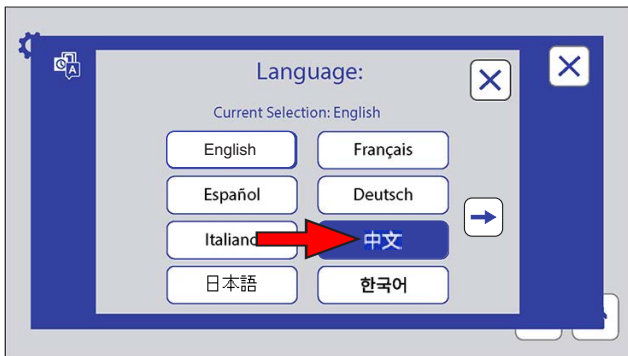 Language:
Current Selection: English
English Français
Español Deutsch
Italiano 中文
日本語 한국어